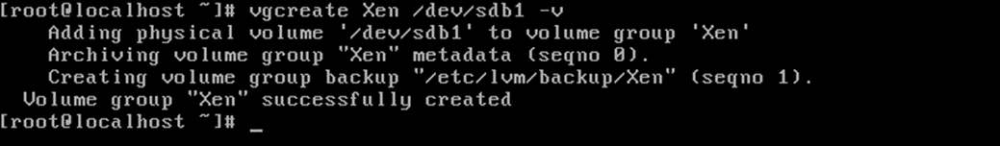 [root@localhost ~]# vgcreate Xen /dev/sdb1 -v
    Adding physical volume '/dev/sdb1' to volume group 'Xen'
    Archiving volume group "Xen" metadata (seqno 0).
    Creating volume group backup "/etc/lvm/backup/Xen" (seqno 1).
  Volume group "Xen" successfully created
[root@localhost ~]# _